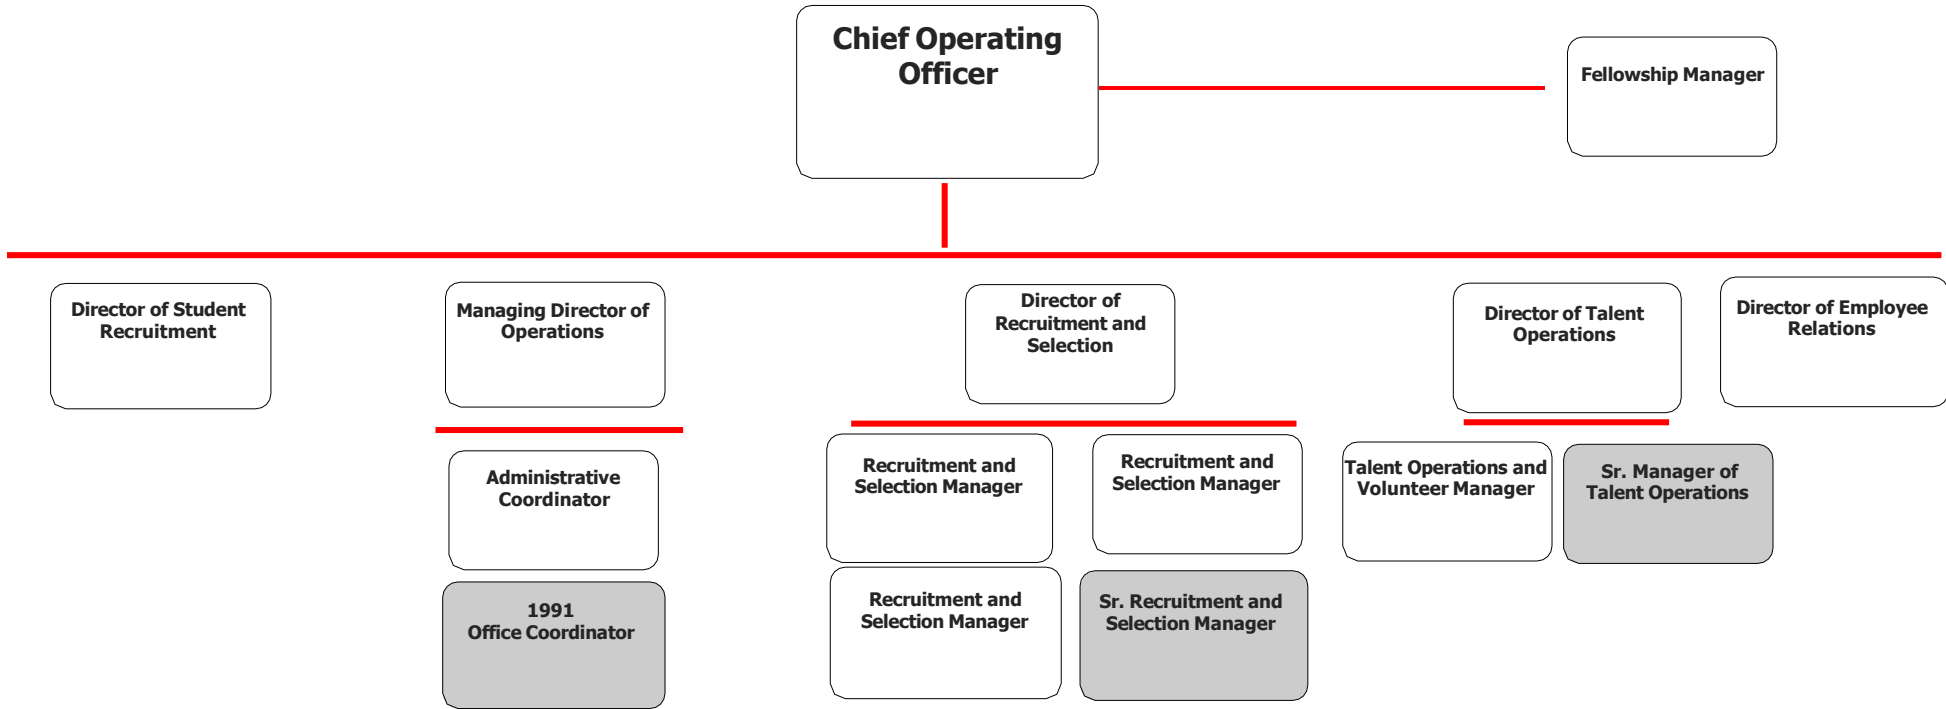 Chief Operating
Officer
Fellowship Manager
Director of Student
Recruitment
Managing Director of
Operations
Director of
Recruitment and
Selection
Director of Talent
Operations
Director of Employee
Relations
Administrative
Coordinator
Recruitment and
Selection Manager
Recruitment and
Selection Manager
Talent Operations and
Volunteer Manager
Sr. Manager of
Talent Operations
1991
Office Coordinator
Recruitment and
Selection Manager
Sr. Recruitment and
Selection Manager